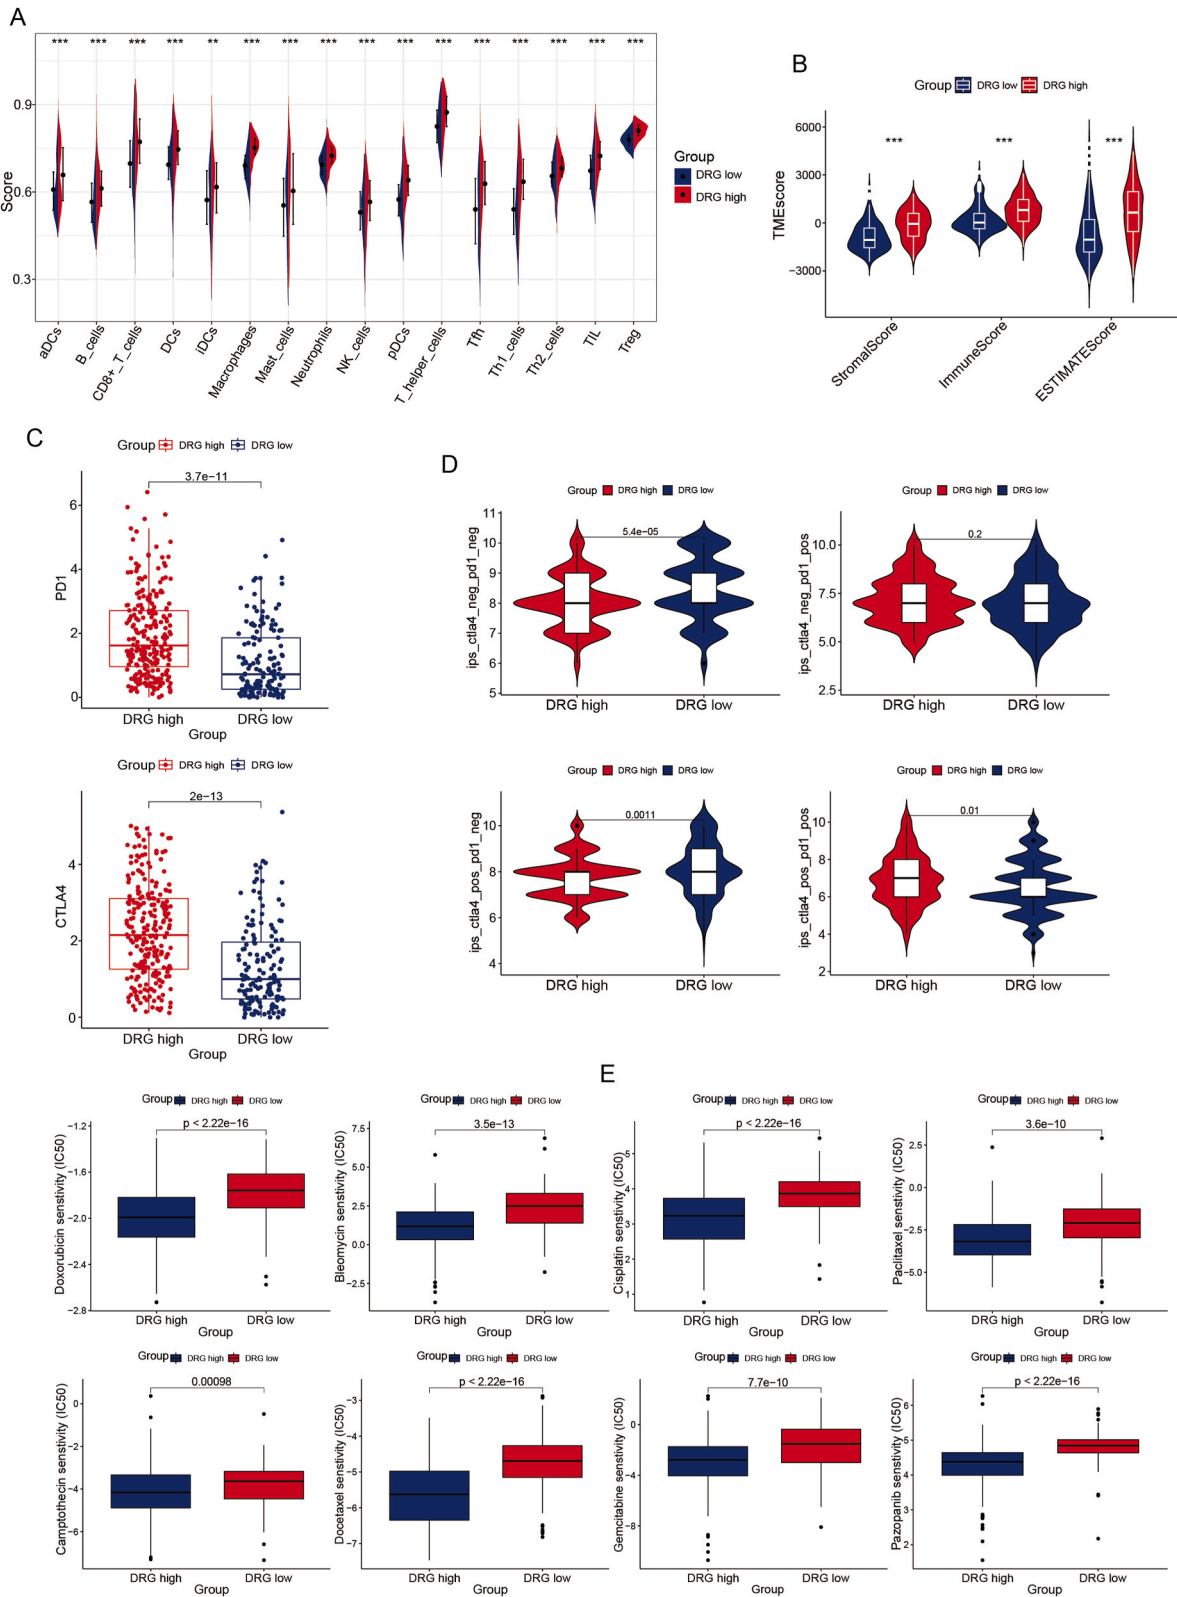 A
*** *** *** *** ** *** *** *** *** *** *** *** *** *** *** ***
0.9
0.6
0.3
Score
aDCs
B_cells
CD8+_T_cells
DCs
iDCs
Macrophages
Mast_cells
Neutrophils
NK_cells
pDCs
T_helper_cells
Tfh
Th1_cells
Th2_cells
TIL
Treg
Group
DRG low
DRG high
B
Group DRG low DRG high
*** *** ***
6000
3000
0
−3000
TMEscore
StromalScore
ImmuneScore
ESTIMATEScore
C
Group DRG high DRG low
3.7e−11
6
4
2
0
PD1
DRG high DRG low
Group
Group DRG high DRG low
2e−13
4
2
0
CTLA4
DRG high DRG low
Group
D
Group DRG high DRG low
5.4e−05
11
10
9
8
7
6
5
ips_ctla4_neg_pd1_neg
DRG high DRG low
Group DRG high DRG low
0.2
10.0
7.5
5.0
2.5
ips_ctla4_neg_pd1_pos
DRG high DRG low
Group DRG high DRG low
0.0011
10
8
6
4
ips_ctla4_pos_pd1_neg
DRG high DRG low
Group DRG high DRG low
0.01
10
8
6
4
2
ips_ctla4_pos_pd1_pos
DRG high DRG low
E
Group DRG high DRG low
p < 2.22e−16
−1.2
−1.6
−2.0
−2.4
−2.8
Doxorubicin senstivity (IC50)
DRG high DRG low
Group
Group DRG high DRG low
3.5e−13
7.5
5.0
2.5
0.0
−2.5
Bleomycin senstivity (IC50)
DRG high DRG low
Group
Group DRG high DRG low
p < 2.22e−16
5
4
3
2
1
Cisplatin senstivity (IC50)
DRG high DRG low
Group
Group DRG high DRG low
3.6e−10
2.5
0.0
−2.5
−5.0
Paclitaxel senstivity (IC50)
DRG high DRG low
Group
Group DRG high DRG low
0.00098
0
−2
−4
−6
Camptothecin senstivity (IC50)
DRG high DRG low
Group
Group DRG high DRG low
p < 2.22e−16
−3
−4
−5
−6
−7
Docetaxel senstivity (IC50)
DRG high DRG low
Group
Group DRG high DRG low
7.7e−10
0
−4
−8
Gemcitabine senstivity (IC50)
DRG high DRG low
Group
Group DRG high DRG low
p < 2.22e−16
6
5
4
3
2
Pazopanib senstivity (IC50)
DRG high DRG low
Group